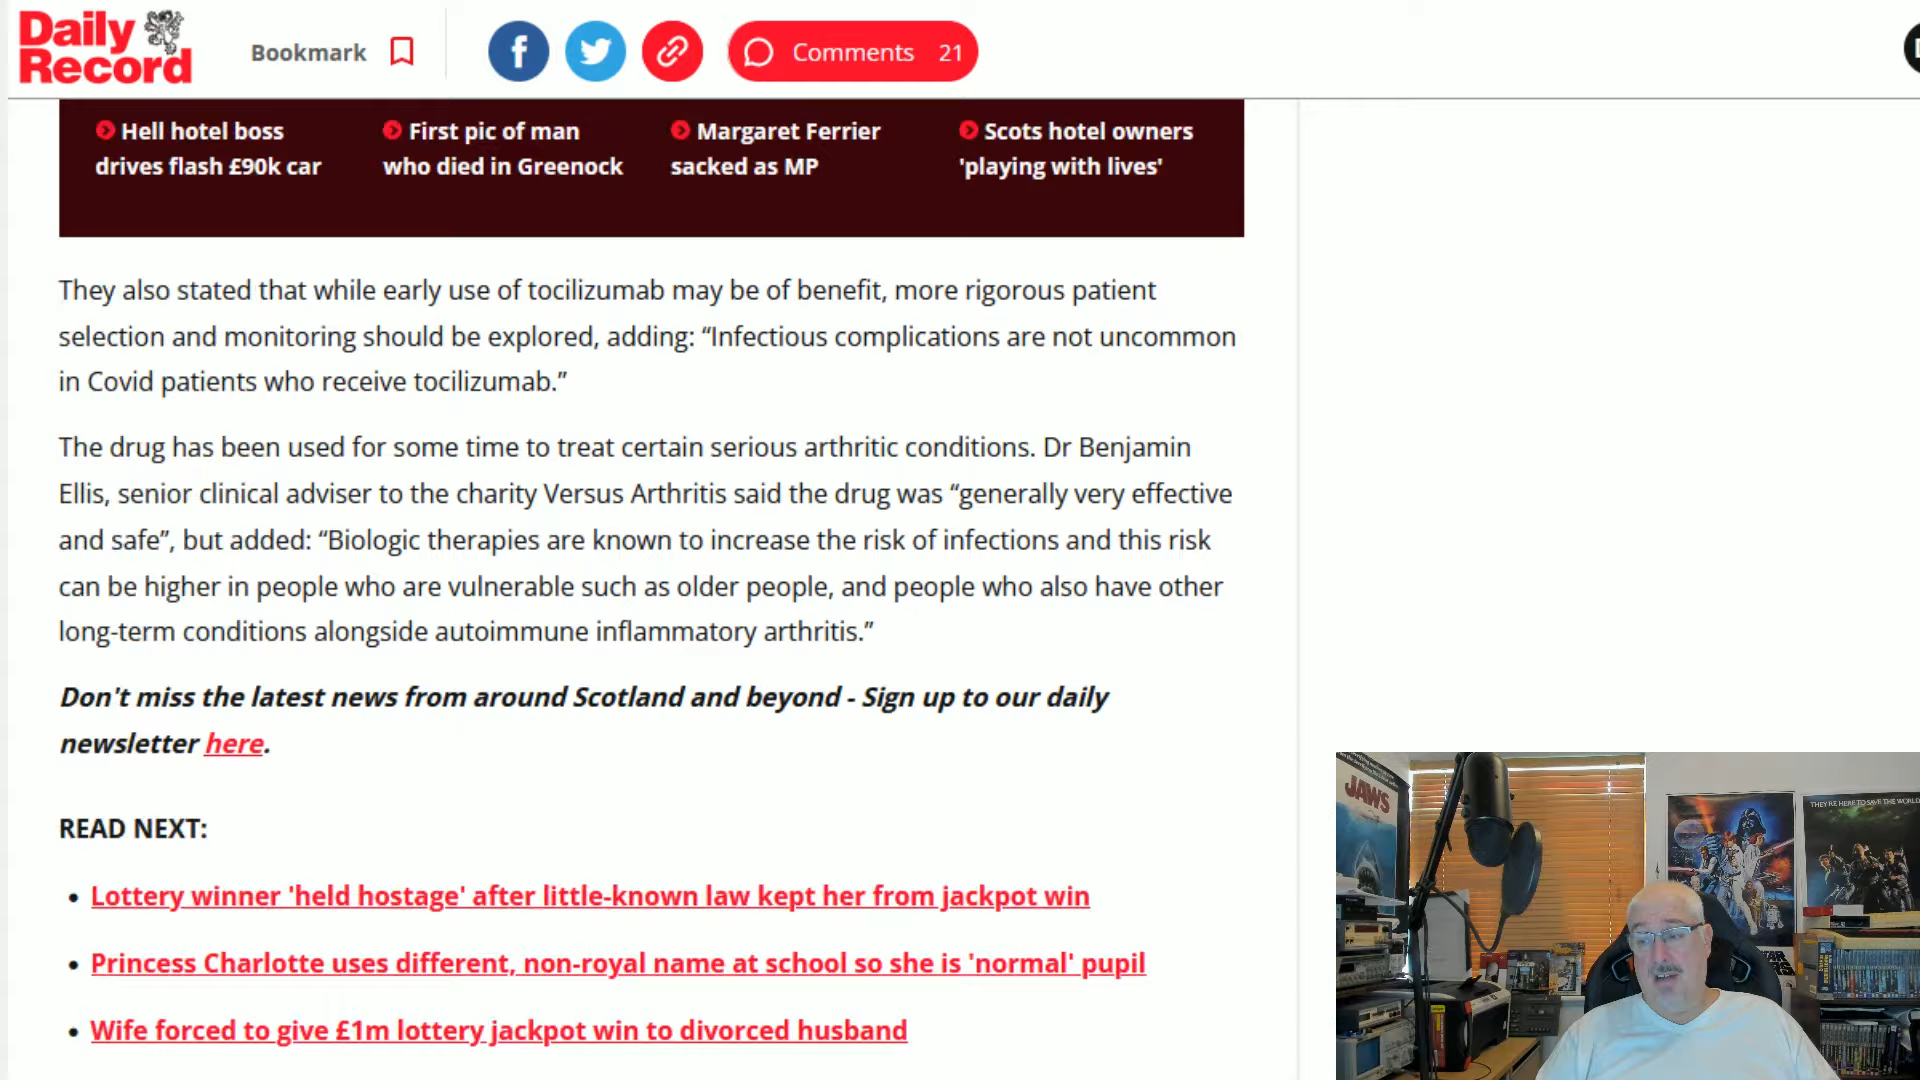 Daily
Record
Bookmark
Comments 21
Hell hotel boss
drives flash £90k car
First pic of man
who died in Greenock
Margaret Ferrier
sacked as MP
Scots hotel owners
'playing with lives'
They also stated that while early use of tocilizumab may be of benefit, more rigorous patient
selection and monitoring should be explored, adding: “Infectious complications are not uncommon
in Covid patients who receive tocilizumab.”
The drug has been used for some time to treat certain serious arthritic conditions. Dr Benjamin
Ellis, senior clinical adviser to the charity Versus Arthritis said the drug was “generally very effective
and safe”, but added: “Biologic therapies are known to increase the risk of infections and this risk
can be higher in people who are vulnerable such as older people, and people who also have other
long-term conditions alongside autoimmune inflammatory arthritis.”
Don't miss the latest news from around Scotland and beyond - Sign up to our daily
newsletter here.
READ NEXT:
Lottery winner 'held hostage' after little-known law kept her from jackpot win
Princess Charlotte uses different, non-royal name at school so she is 'normal' pupil
Wife forced to give £1m lottery jackpot win to divorced husband
JAWS
THEY'RE HERE TO SAVE THE WORLD
STAR